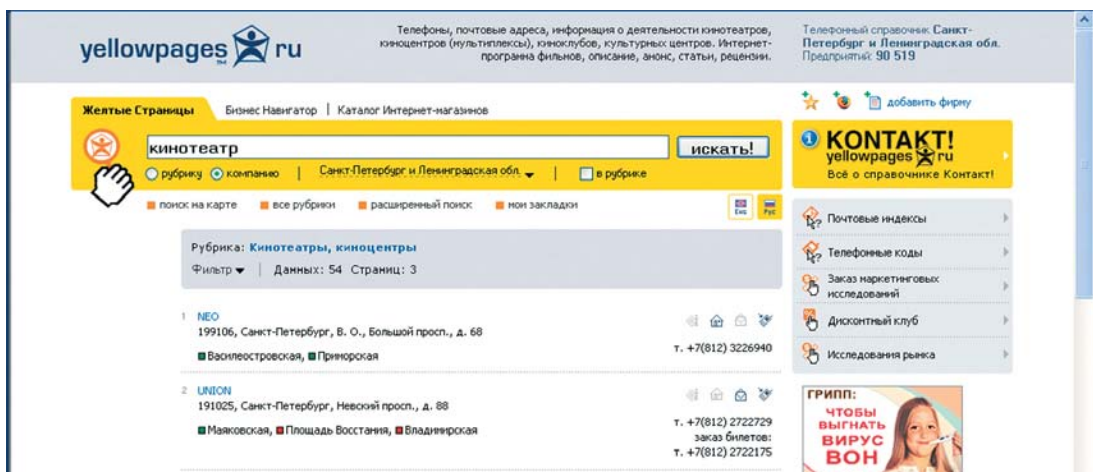 yellowpages ru
TM
Телефоны, почтовые адреса, информация о деятельности кинотеатров,
киноцентров (мультиплексы), киноклубов, культурных центров. Интернет-
программа фильмов, описание, анонс, статьи, рецензии.
Телефонный справочник Санкт-
Петербург и Ленинградская обл.
Предприятий: 90 519
Желтые Страницы
Бизнес Навигатор | Каталог Интернет-магазинов
добавить фирму
кинотеатр
искать!
рубрику компанию | Санкт-Петербург и Ленинградская обл. | в рубрике
поиск на карте все рубрики расширенный поиск мои закладки
Eng Рус
KONTAKT!
yellowpages ru
Всё о справочнике Контакт!
Рубрика: Кинотеатры, киноцентры
Фильтр | Данных: 54 Страниц: 3
1 NEO
199106, Санкт-Петербург, В. О., Большой просп., д. 68
Василеостровская, Приморская
т. +7(812) 3226940
2 UNION
191025, Санкт-Петербург, Невский просп., д. 88
Маяковская, Площадь Восстания, Владимирская
т. +7(812) 2722729
заказ билетов:
т. +7(812) 2722175
Почтовые индексы
Телефонные коды
Заказ маркетинговых
исследований
Дисконтный клуб
Исследования рынка
ГРИПП:
ЧТОБЫ
ВЫГНАТЬ
ВИРУС
ВОН